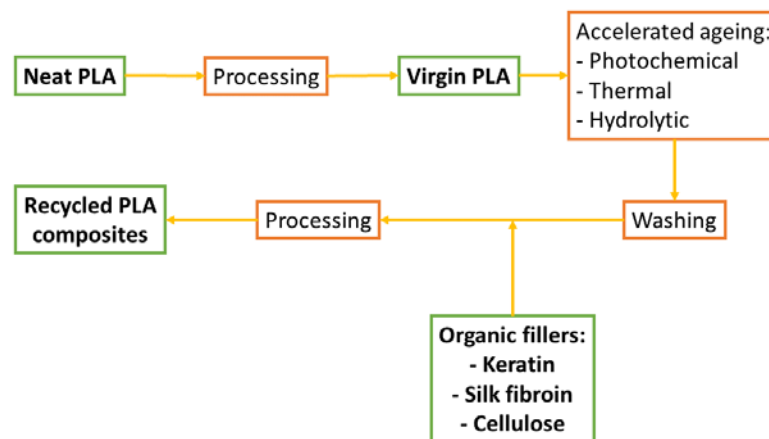 Neat PLA
Processing
Virgin PLA
Accelerated ageing:
- Photochemical
- Thermal
- Hydrolytic
Recycled PLA
composites
Processing
Washing
Organic fillers:
- Keratin
- Silk fibroin
- Cellulose